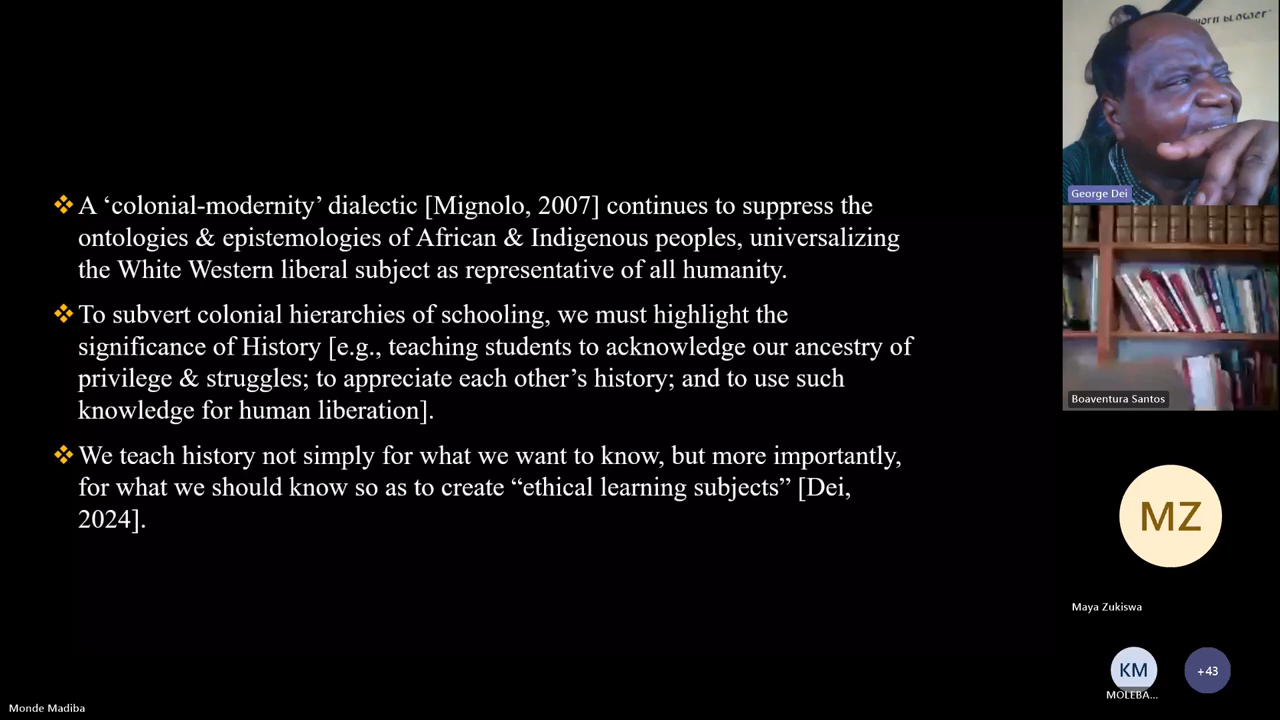 ❖ A ‘colonial-modernity’ dialectic [Mignolo, 2007] continues to suppress the
ontologies & epistemologies of African & Indigenous peoples, universalizing
the White Western liberal subject as representative of all humanity.
❖ To subvert colonial hierarchies of schooling, we must highlight the
significance of History [e.g., teaching students to acknowledge our ancestry of
privilege & struggles; to appreciate each other’s history; and to use such
knowledge for human liberation].
❖ We teach history not simply for what we want to know, but more importantly,
for what we should know so as to create “ethical learning subjects” [Dei,
2024].
George Dei
Boaventura Santos
MZ
Maya Zukiswa
KM
+43
MOLEBA...
Monde Madiba